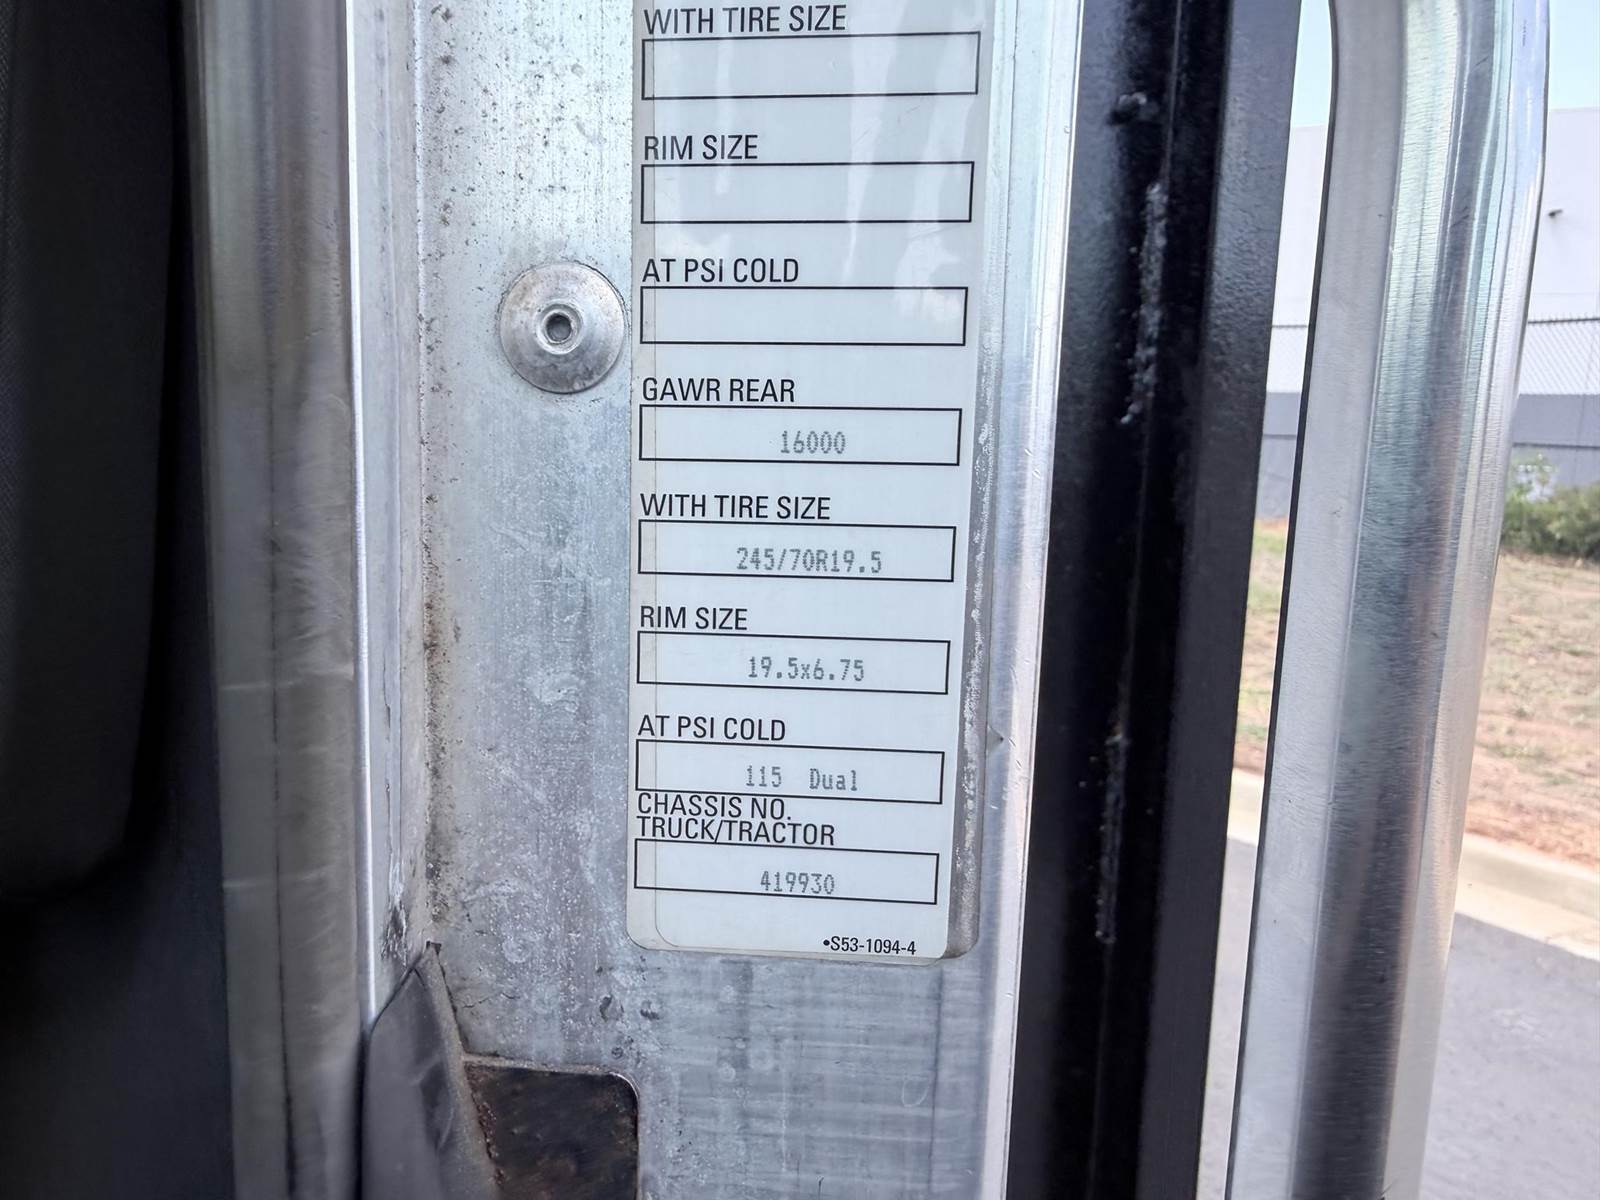 WITH TIRE SIZE
RIM SIZE
AT PSI COLD
GAWR REAR
16000
WITH TIRE SIZE
245/70R19.5
RIM SIZE
19.5x6.75
AT PSI COLD
115 Dual
CHASSIS NO.
TRUCK/TRACTOR
419930
•S53-1094-4